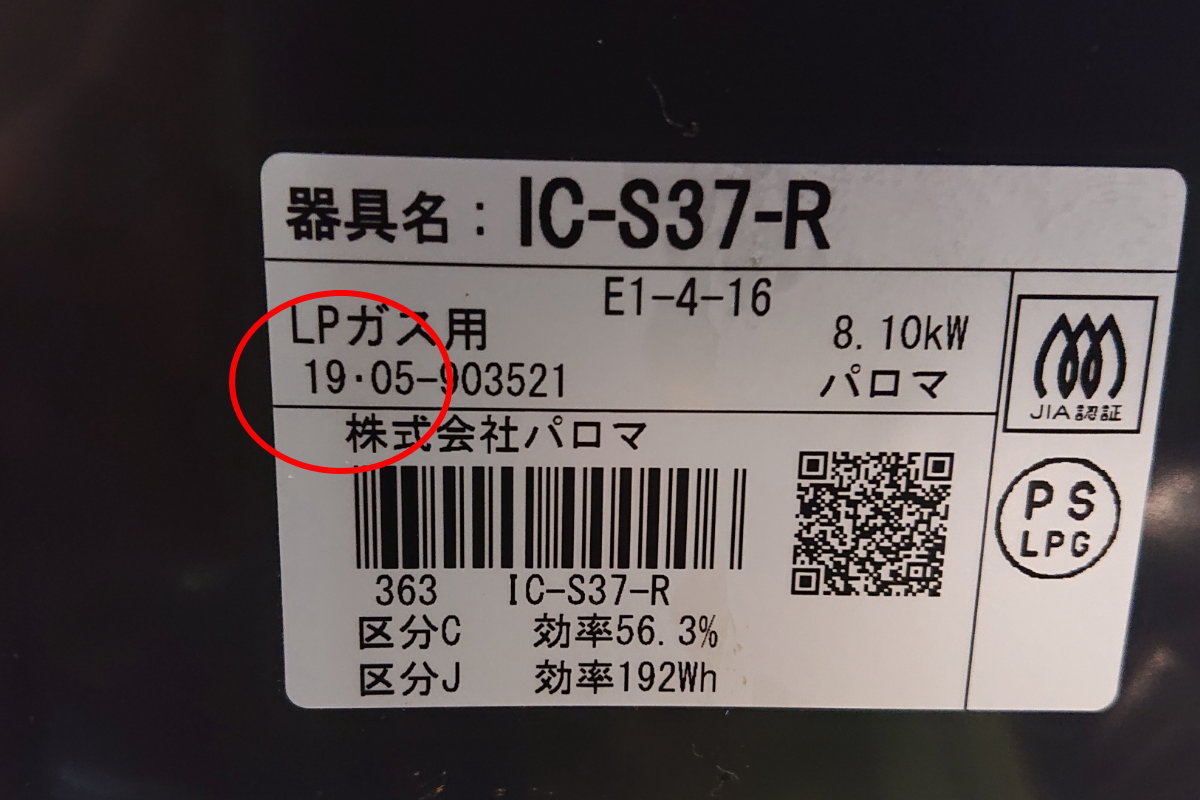 器具名：IC-S37-R
E1-4-16
LPガス用
8.10kW
19・05-903521
パロマ
JIA認証
株式会社パロマ
PS
LPG
363 IC-S37-R
区分C 効率56.3%
区分J 効率192Wh